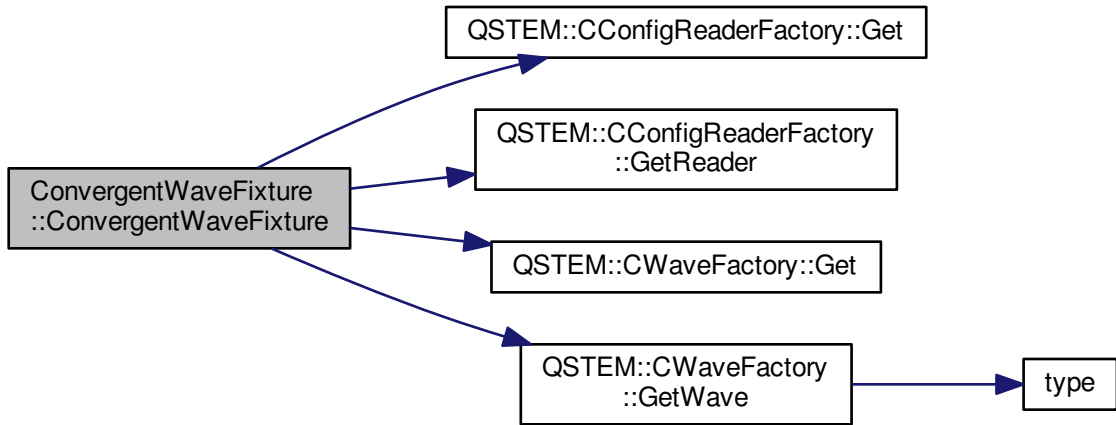 QSTEM::CConfigReaderFactory::Get
QSTEM::CConfigReaderFactory
::GetReader
ConvergentWaveFixture
::ConvergentWaveFixture
QSTEM::CWaveFactory::Get
QSTEM::CWaveFactory
::GetWave
type